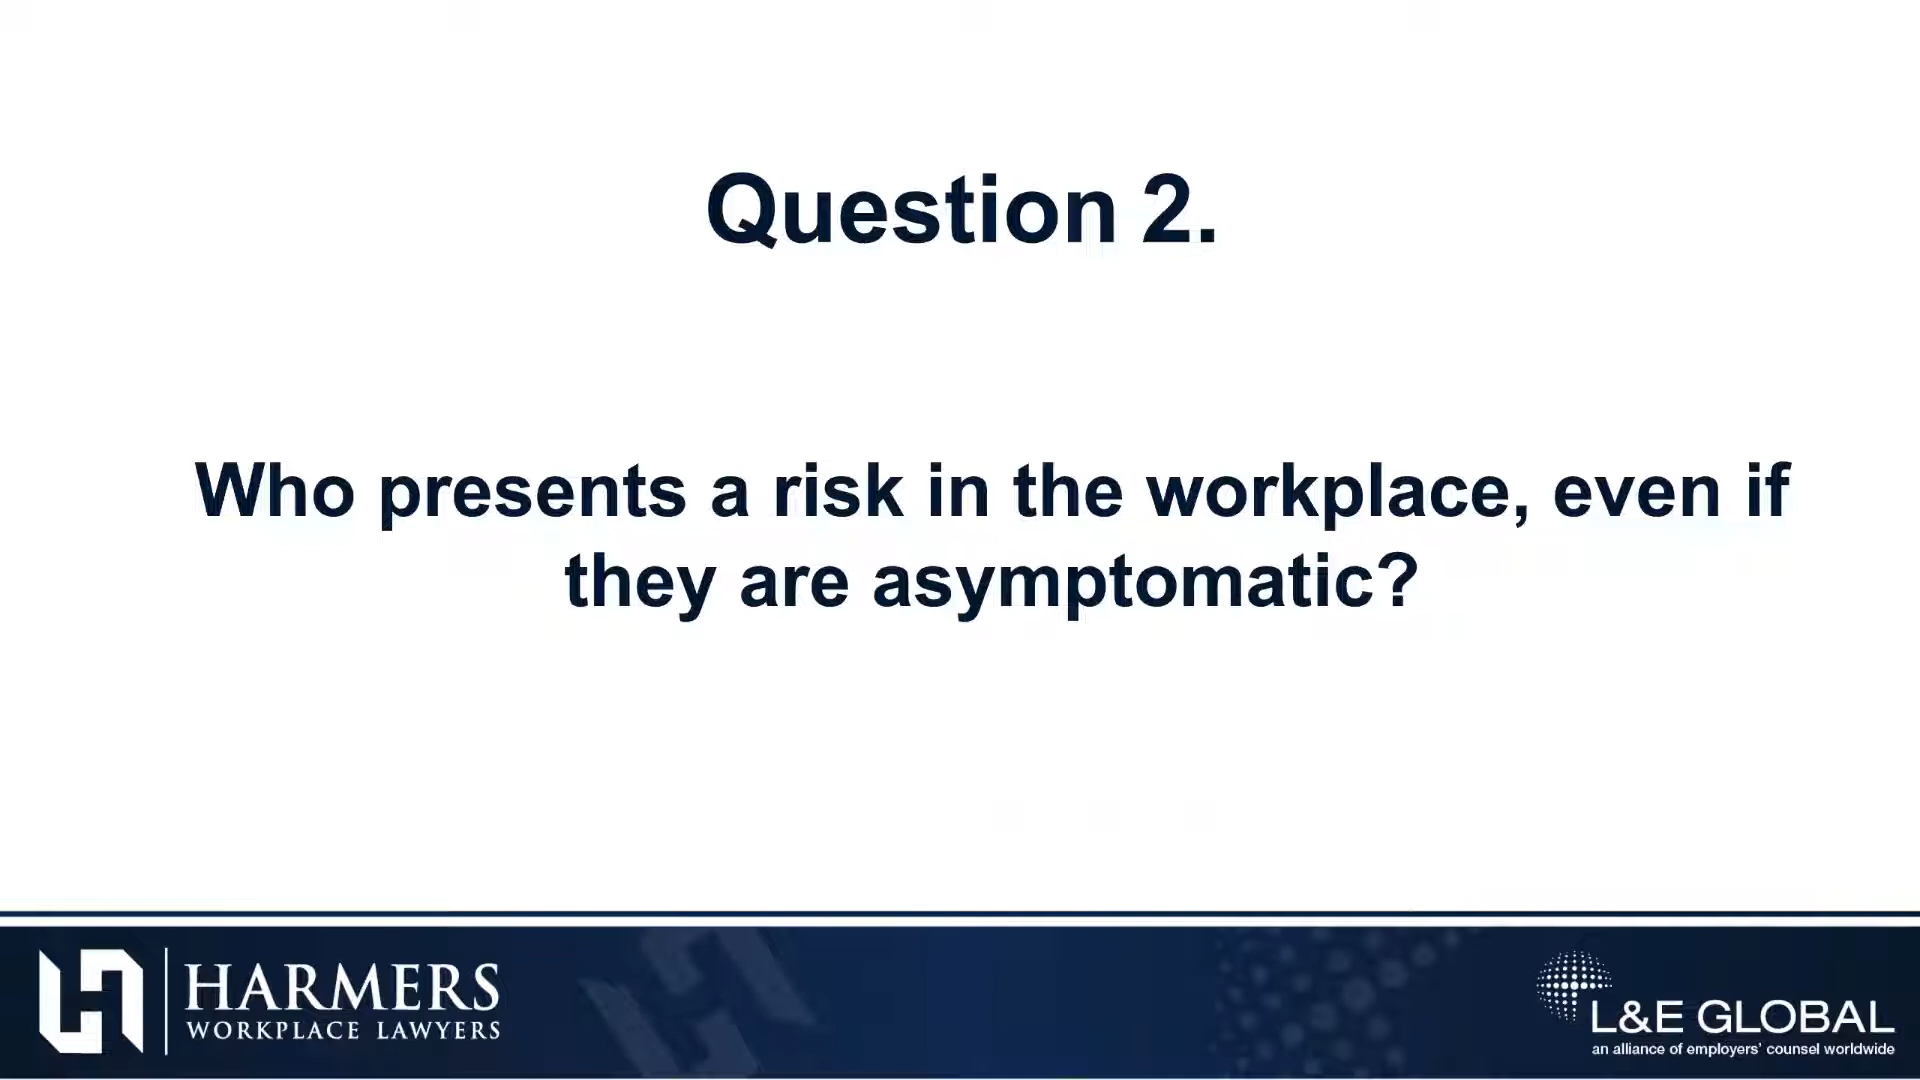 Question 2.
Who presents a risk in the workplace, even if
they are asymptomatic?
HARMERS
WORKPLACE LAWYERS
L&E GLOBAL
an alliance of employers' counsel worldwide